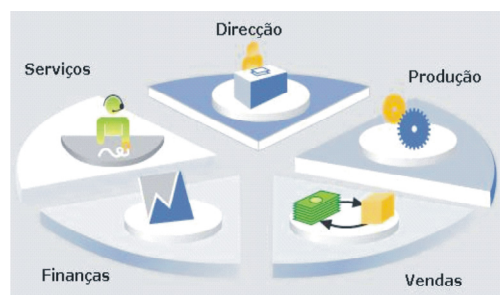 Direcção
Serviços
Produção
Finanças
Vendas